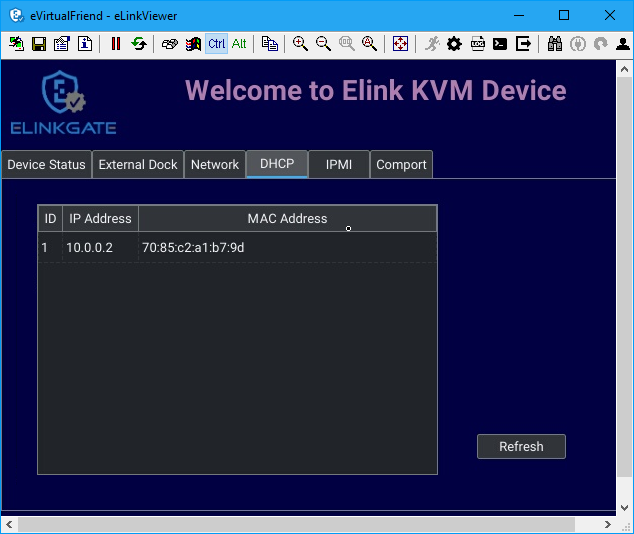 eVirtualFriend - eLinkViewer
Ctrl Alt
Welcome to Elink KVM Device
ELINKGATE
Device Status External Dock Network DHCP IPMI Comport
ID IP Address MAC Address
1 10.0.0.2 70:85:c2:a1:b7:9d
Refresh